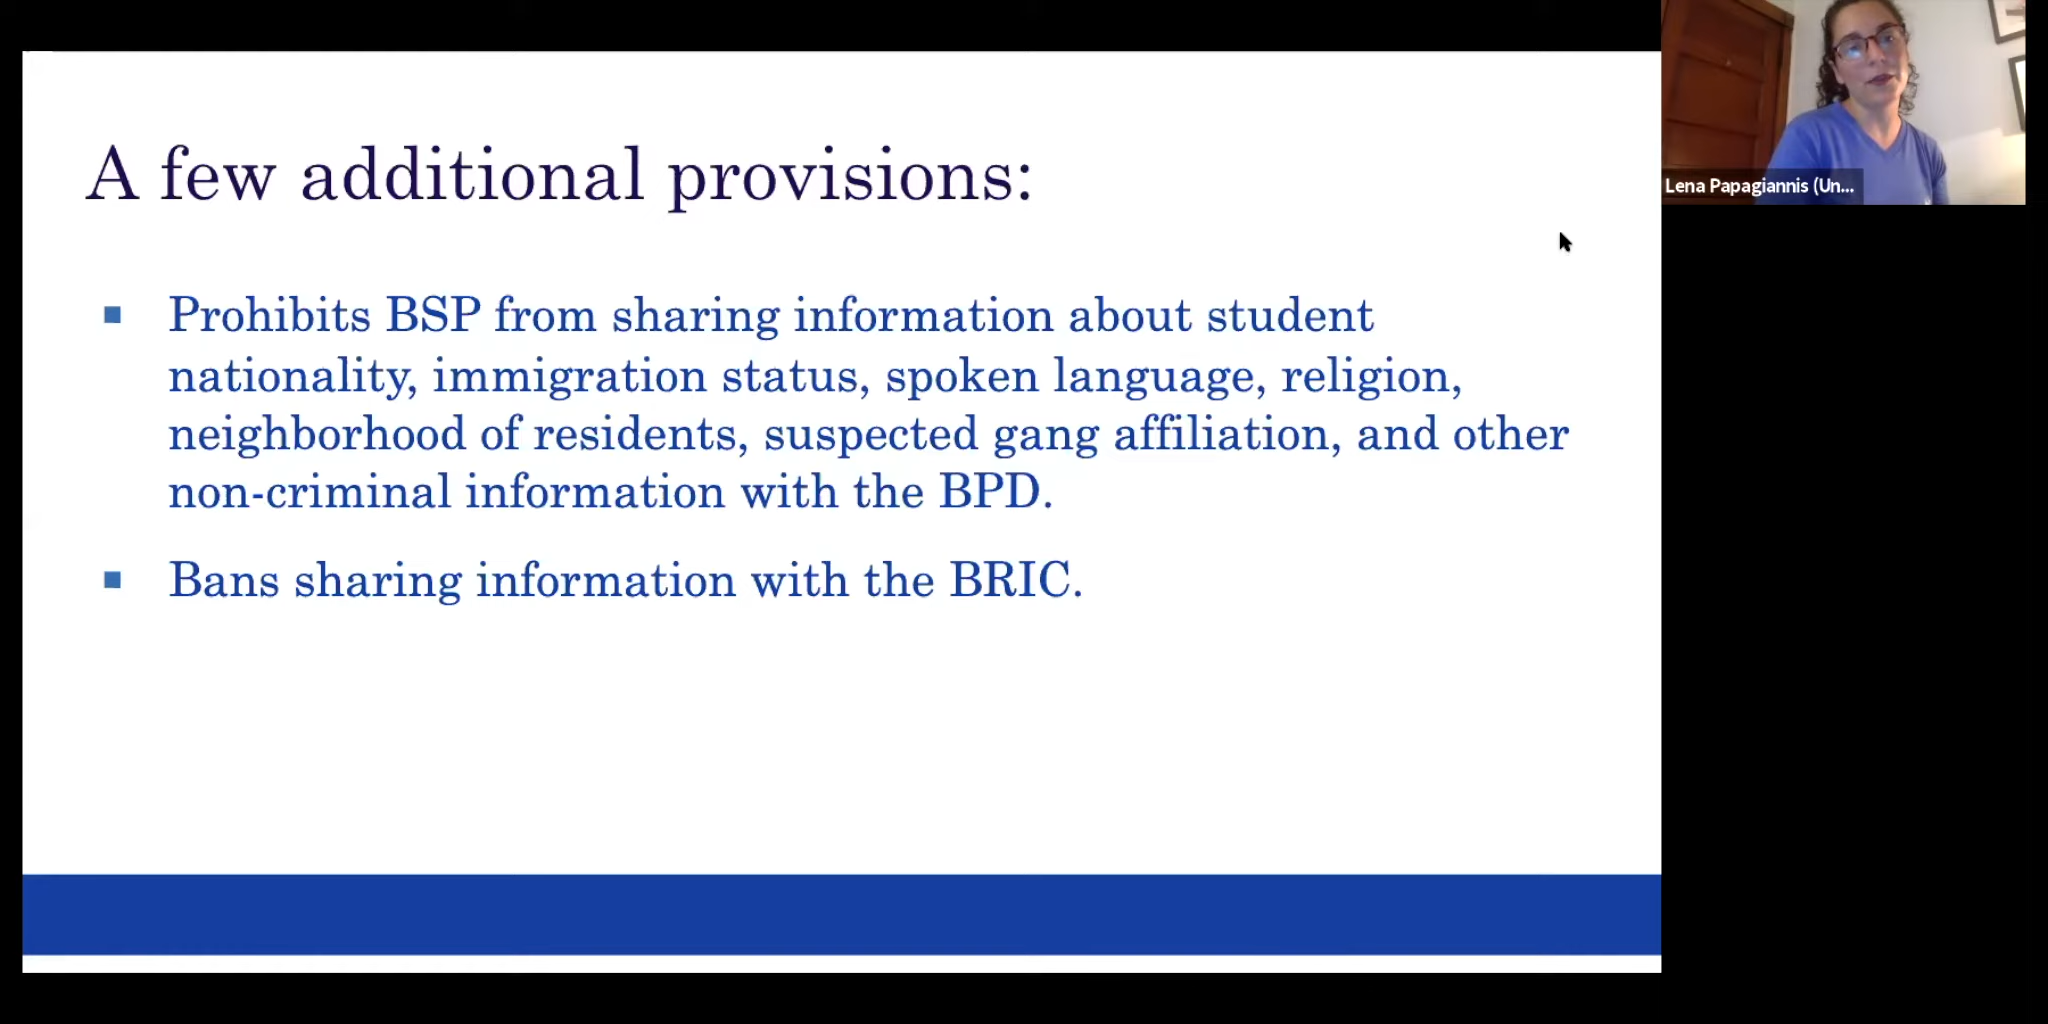 A few additional provisions:
Prohibits BSP from sharing information about student
nationality, immigration status, spoken language, religion,
neighborhood of residents, suspected gang affiliation, and other
non-criminal information with the BPD.
Bans sharing information with the BRIC.
Lena Papagiannis (Un...